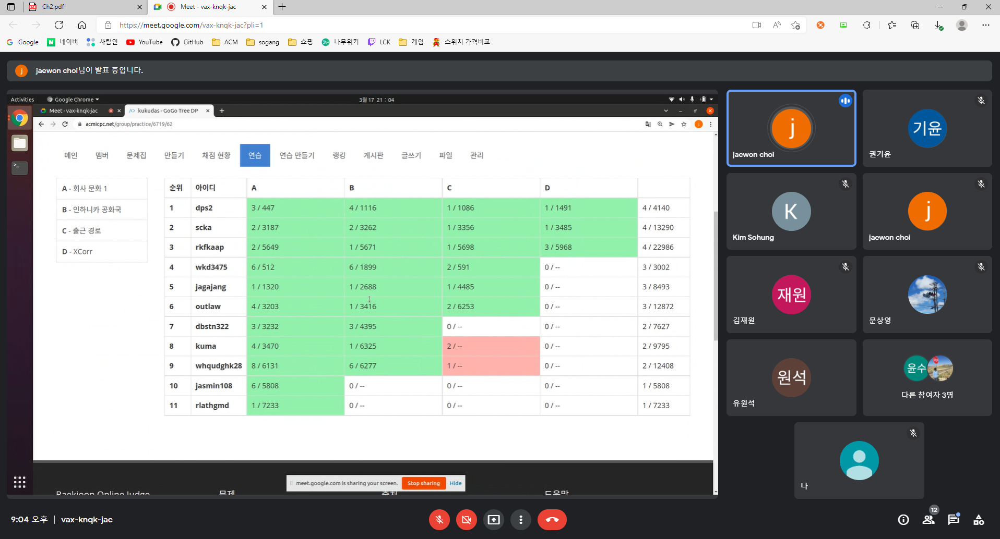 Ch2.pdf
Meet - vax-knqk-jac
https://meet.google.com/vax-knqk-jac?pli=1
Google 네이버 사람인 YouTube GitHub ACM sogang 쇼핑 나무위키 LCK 게임 스위치 가격비교
j jaewon choi님이 발표 중입니다.
Activities Google Chrome 3월 17 21 : 04
Meet - vax-knqk-jac kukudas - GoGo Tree DP
acmicpc.net/group/practice/6719/62
메인 멤버 문제집 만들기 채점 현황 연습 연습 만들기 랭킹 게시판 글쓰기 파일 관리
A - 회사 문화 1
B - 인하니카 공화국
C - 출근 경로
D - XCorr
순위 아이디 A B C D
1 dps2 3 / 447 4 / 1116 1 / 1086 1 / 1491 4 / 4140
2 scka 2 / 3187 2 / 3262 1 / 3356 1 / 3485 4 / 13290
3 rkfkaap 2 / 5649 1 / 5671 1 / 5698 3 / 5968 4 / 22986
4 wkd3475 6 / 512 6 / 1899 2 / 591 0 / -- 3 / 3002
5 jagajang 1 / 1320 1 / 2688 1 / 4485 0 / -- 3 / 8493
6 outlaw 4 / 3203 1 / 3416 2 / 6253 0 / -- 3 / 12872
7 dbstn322 3 / 3232 3 / 4395 0 / -- 0 / -- 2 / 7627
8 kuma 4 / 3470 1 / 6325 2 / -- 0 / -- 2 / 9795
9 whqudghk28 8 / 6131 6 / 6277 1 / -- 0 / -- 2 / 12408
10 jasmin108 6 / 5808 0 / -- 0 / -- 0 / -- 1 / 5808
11 rlathgmd 1 / 7233 0 / -- 0 / -- 0 / -- 1 / 7233
meet.google.com is sharing your screen. Stop sharing Hide
Baekjoon Online Judge 문제 출처 도움말
j
jaewon choi
기윤
권기윤
K
Kim Sohung
j
jaewon choi
재원
김재원
문상영
원석
유원석
윤수
다른 참여자 3명
나
9:04 오후 | vax-knqk-jac
12